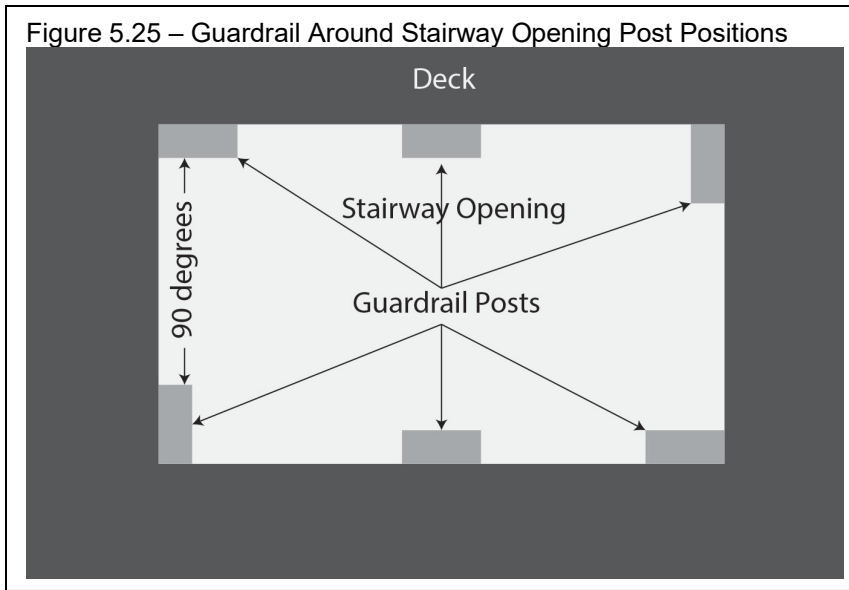 Figure 5.25 – Guardrail Around Stairway Opening Post Positions
Deck
Stairway Opening
90 degrees
Guardrail Posts